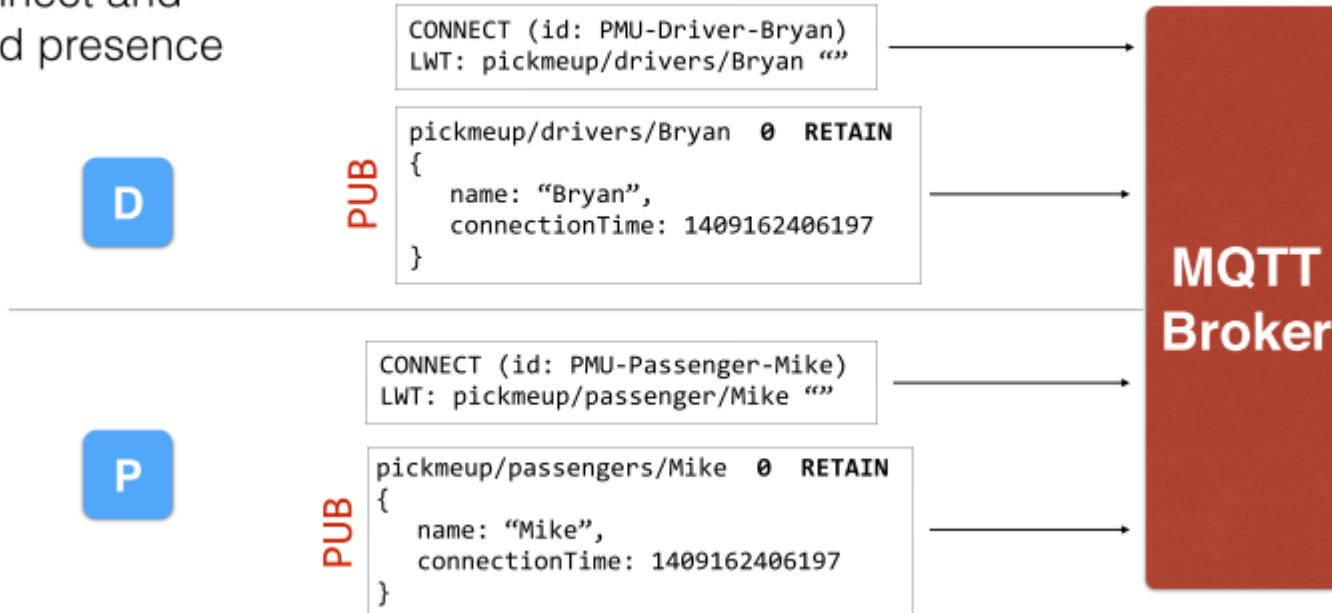 and
presence
CONNECT (id: PMU-Driver-Bryan)
LWT: pickmeup/drivers/Bryan “”
D
PUB
pickmeup/drivers/Bryan 0 RETAIN
{
name: “Bryan”,
connectionTime: 1409162406197
}
MQTT
Broker
CONNECT (id: PMU-Passenger-Mike)
LWT: pickmeup/passenger/Mike “”
P
PUB
pickmeup/passengers/Mike 0 RETAIN
{
name: “Mike”,
connectionTime: 1409162406197
}